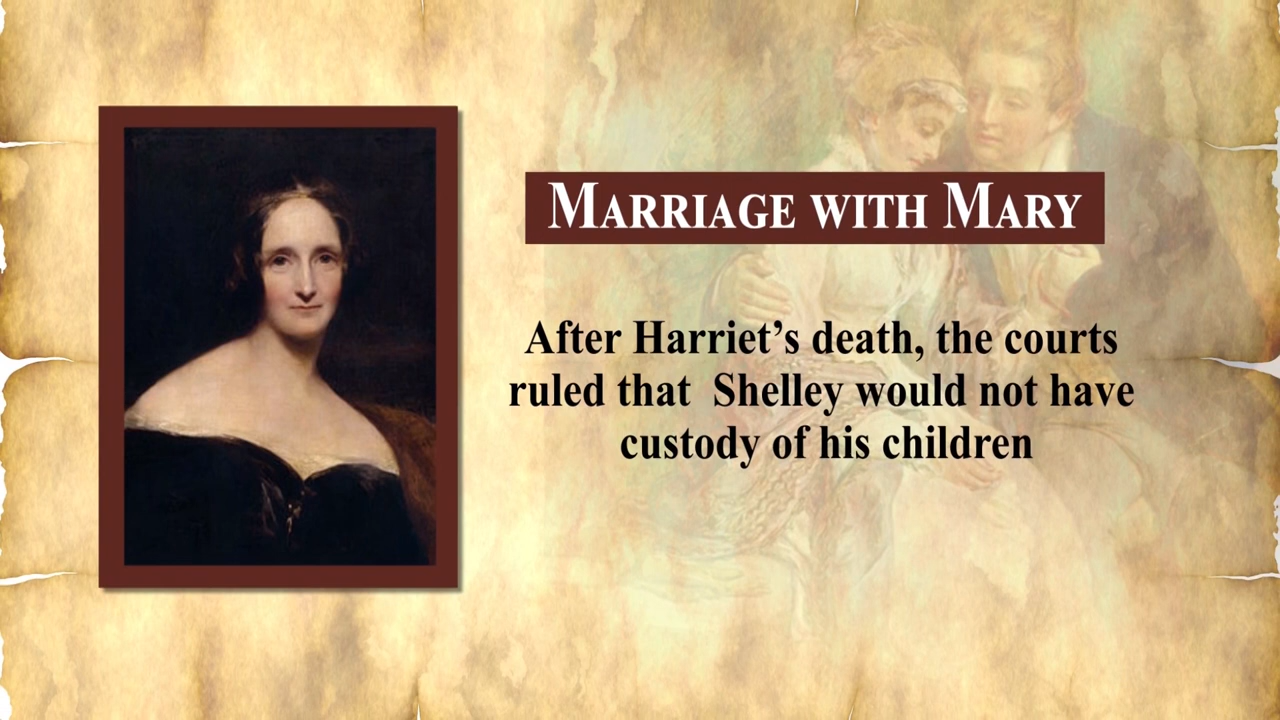 Marriage with Mary
After Harriet’s death, the courts
ruled that  Shelley would not have
custody of his children